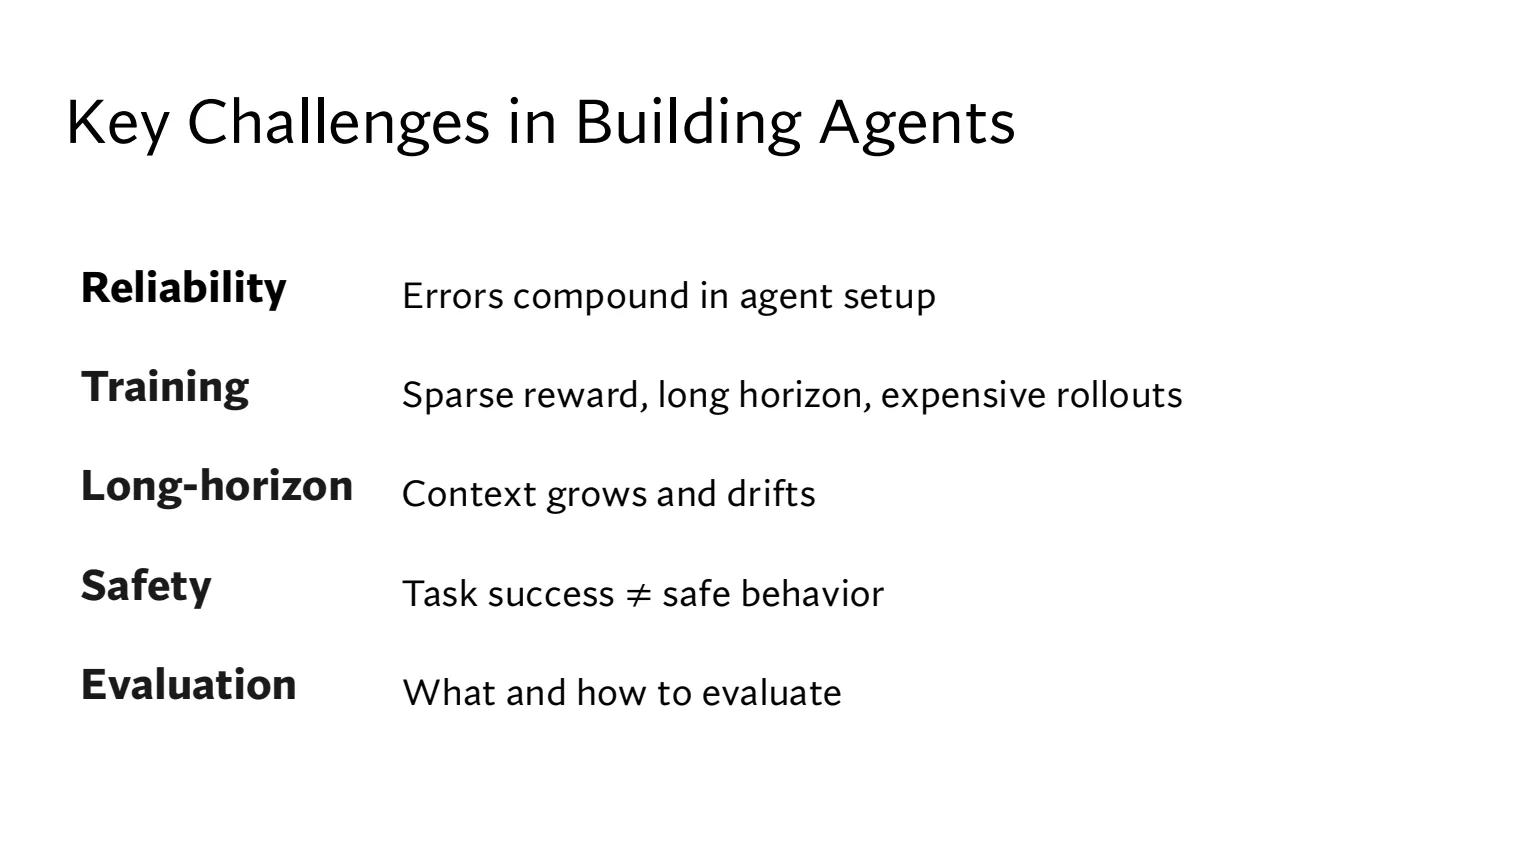 Key Challenges in Building Agents
Reliability Errors compound in agent setup
Training Sparse reward, long horizon, expensive rollouts
Long-horizon Context grows and drifts
Safety Task success ≠ safe behavior
Evaluation What and how to evaluate